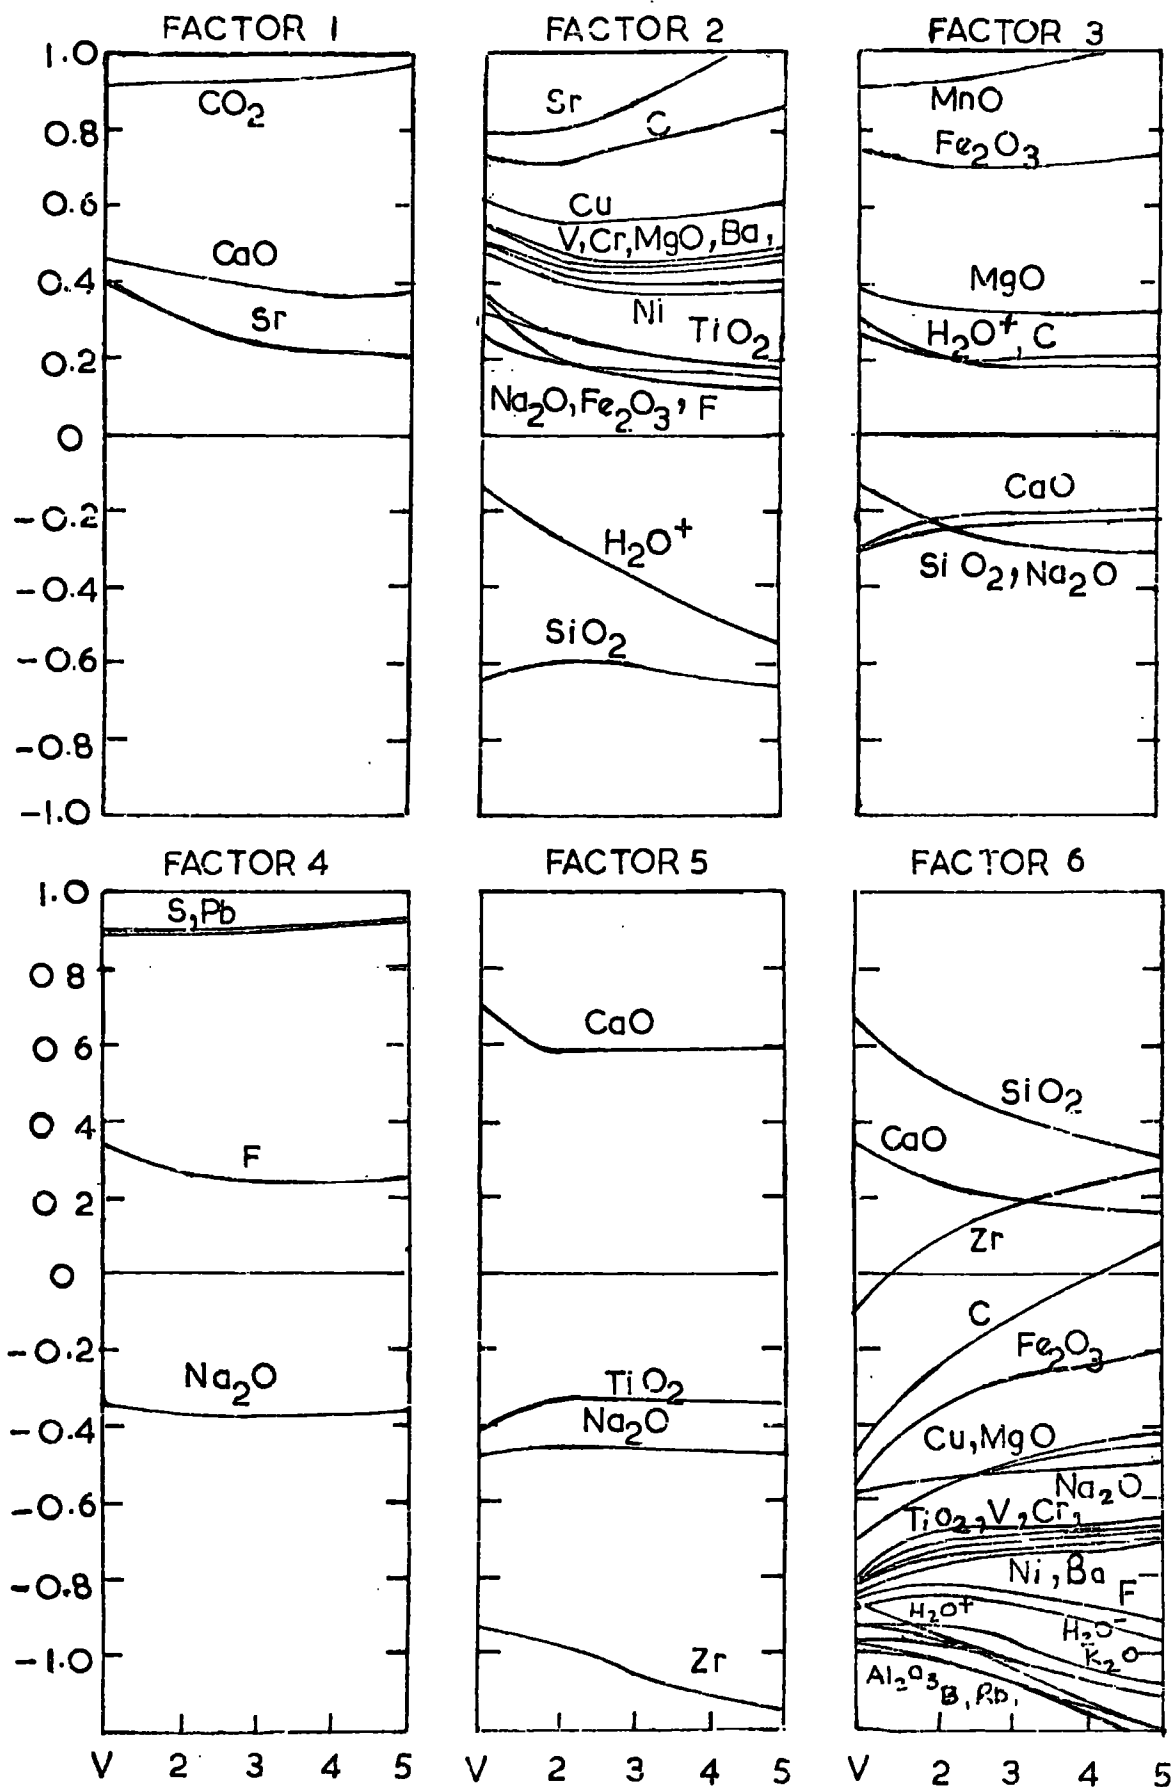 FACTOR 1
FACTOR 2
FACTOR 3
1.0
0.8
0.6
0.4
0.2
0
-0.2
-0.4
-0.6
-0.8
-1.0
CO2
CaO
Sr
Sr
C
Cu
V,Cr,MgO,Ba,
Ni
TiO2
Na2O,Fe2O3,F
H2O+
SiO2
MnO
Fe2O3
MgO
H2O+,C
CaO
SiO2,Na2O
FACTOR 4
FACTOR 5
FACTOR 6
1.0
0 8
0 6
0 4
0 2
0
-0.2
-0.4
-0.6
-0.8
-1.0
S,Pb
F
Na2O
CaO
TiO2
Na2O
Zr
SiO2
CaO
Zr
C
Fe2O3
Cu,MgO
Na2O
TiO2,V,Cr,
Ni,Ba
F
H2O+
H2O-
K2O
Al2O3 B, Rb,
V 2 3 4 5
V 2 3 4 5
V 2 3 4 5